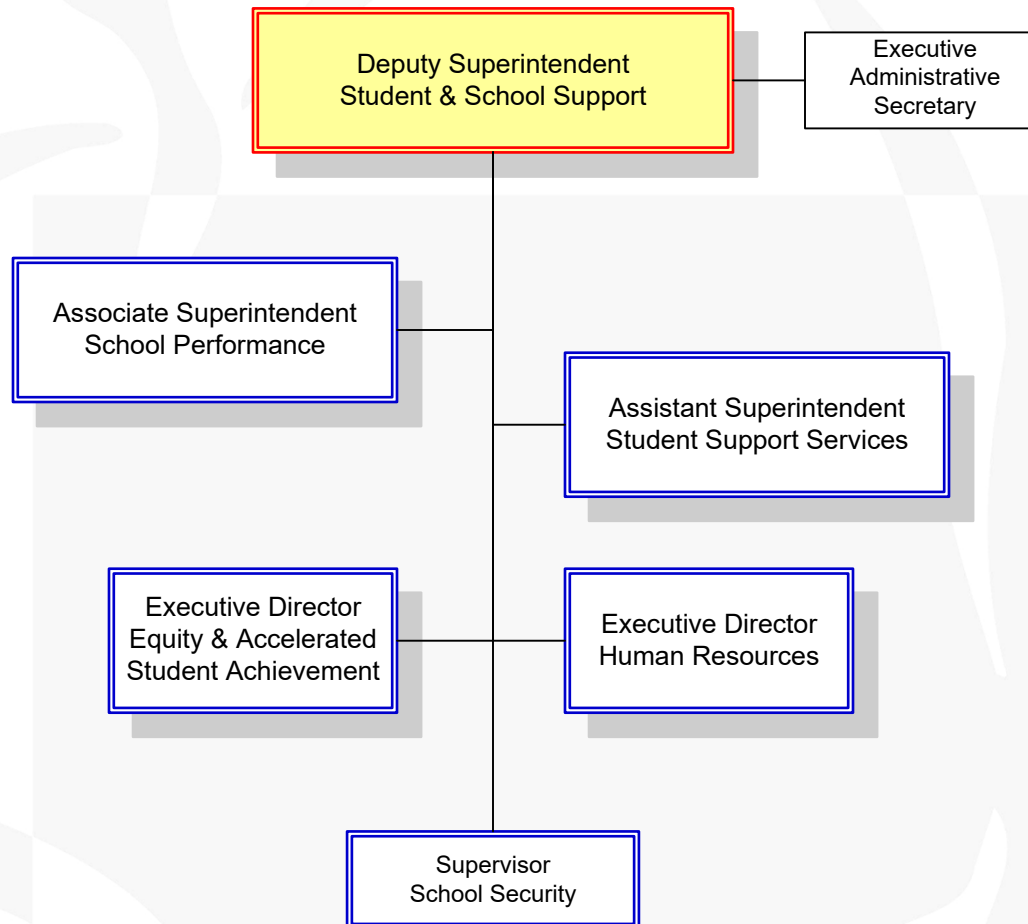 Deputy Superintendent
Student & School Support
Executive
Administrative
Secretary
Associate Superintendent
School Performance
Assistant Superintendent
Student Support Services
Executive Director
Equity & Accelerated
Student Achievement
Executive Director
Human Resources
Supervisor
School Security